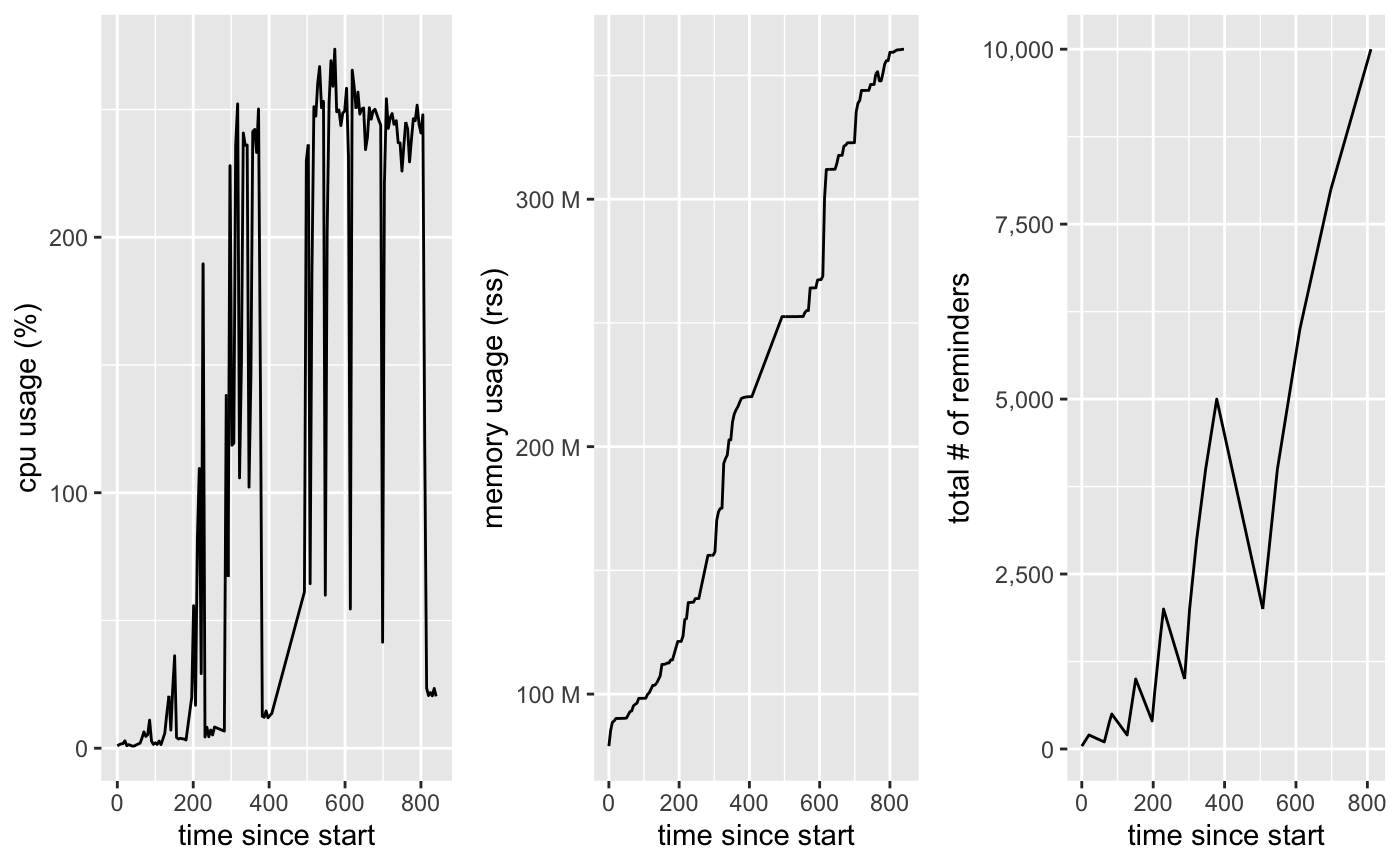 cpu usage (%)
200
100
0
0 200 400 600 800
time since start
memory usage (rss)
300 M
200 M
100 M
0 200 400 600 800
time since start
total # of reminders
10,000
7,500
5,000
2,500
0
0 200 400 600 800
time since start